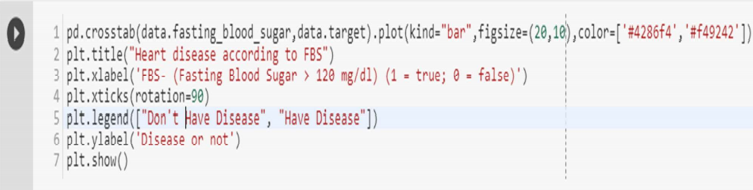 1 pd.crosstab(data.fasting_blood_sugar,data.target).plot(kind="bar",figsize=(20,10),color=['#4286f4','#f49242'])
2 plt.title("Heart disease according to FBS")
3 plt.xlabel('FBS- (Fasting Blood Sugar > 120 mg/dl) (1 = true; 0 = false)')
4 plt.xticks(rotation=90)
5 plt.legend(["Don't Have Disease", "Have Disease"])
6 plt.ylabel('Disease or not')
7 plt.show()